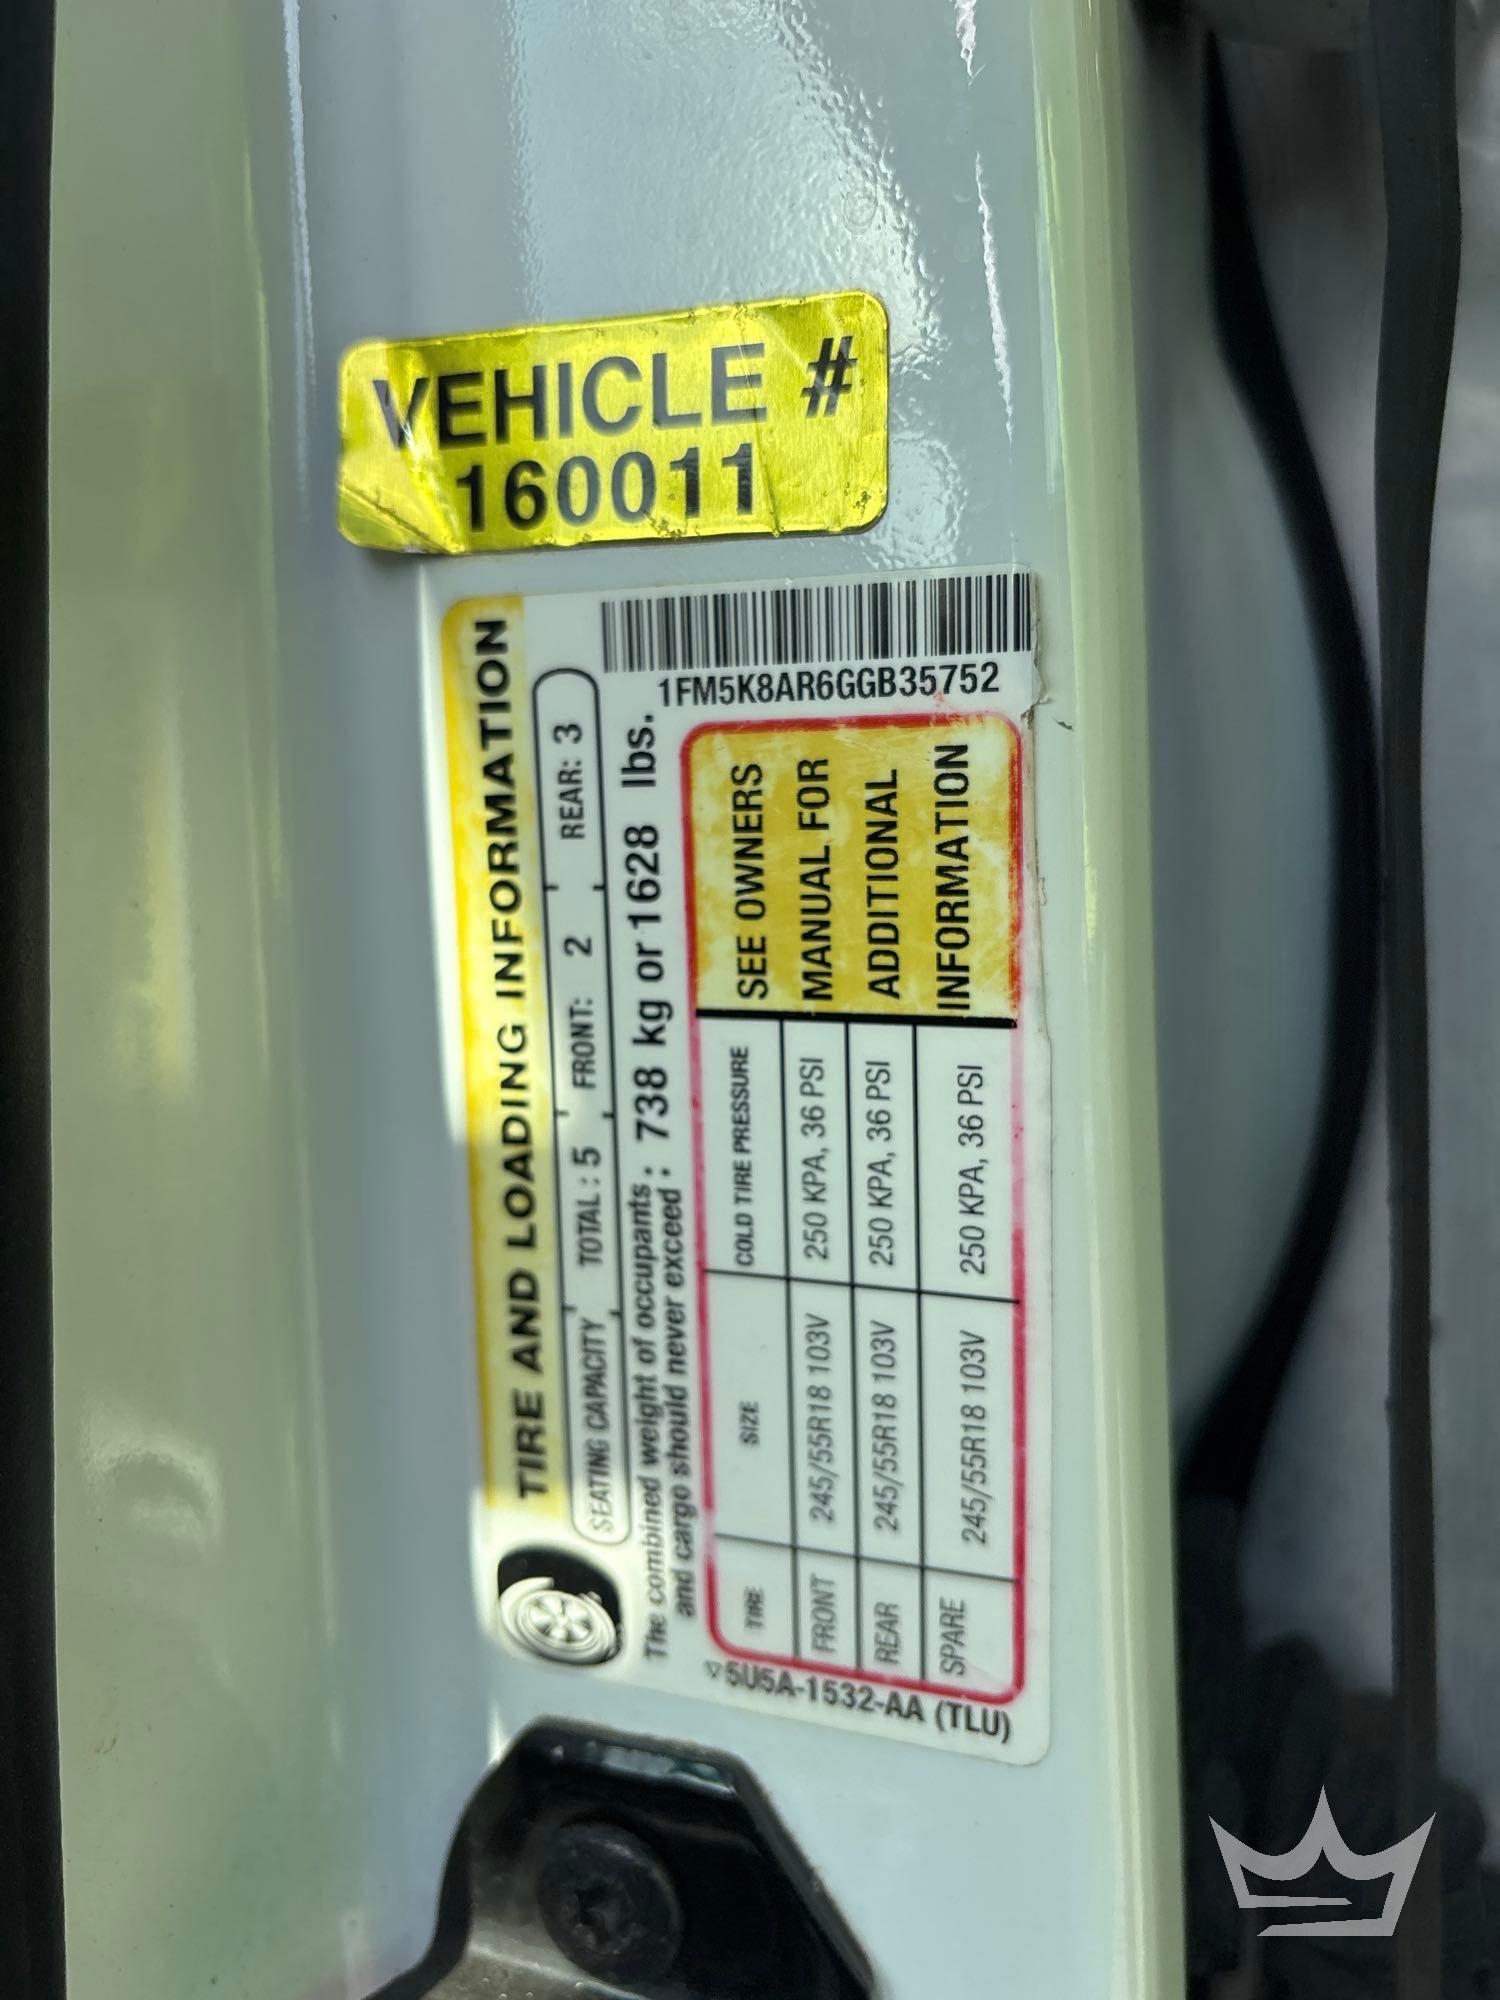 VEHICLE #
160011
TIRE AND LOADING INFORMATION
SEATING CAPACITY TOTAL : 5 FRONT: 2 REAR: 3
The combined weight of occupants
and cargo should never exceed : 738 kg or 1628 lbs.
1FM5K8AR6GGB35752
TIRE SIZE COLD TIRE PRESSURE
FRONT 245/55R18 103V 250 KPA, 36 PSI
REAR 245/55R18 103V 250 KPA, 36 PSI
SPARE 245/55R18 103V 250 KPA, 36 PSI
SEE OWNERS
MANUAL FOR
ADDITIONAL
INFORMATION
5U5A-1532-AA (TLU)